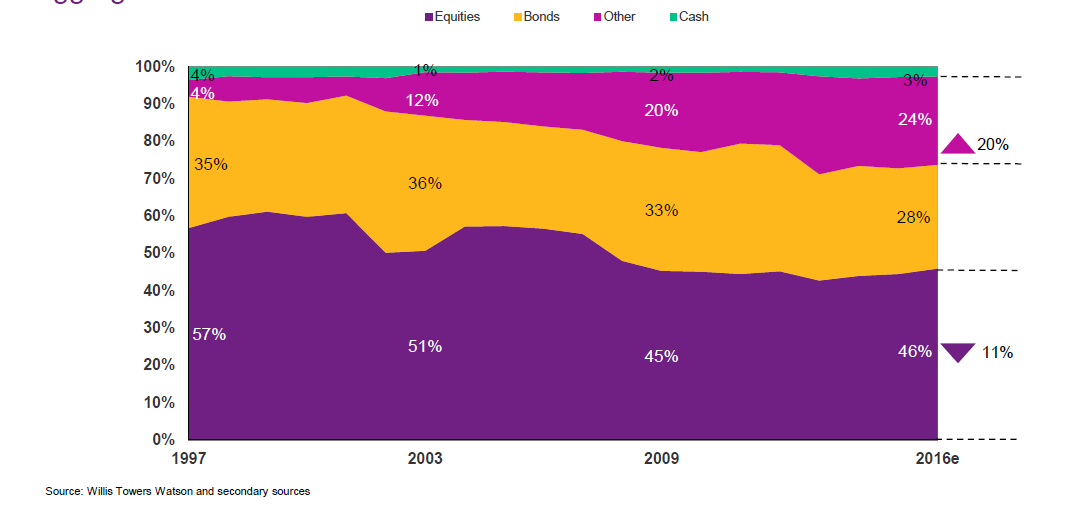 Equities Bonds Other Cash
100%
90%
80%
70%
60%
50%
40%
30%
20%
10%
0%
4% 1% 2% 3%
4% 12% 20% 24%
20%
35% 36% 33% 28%
57% 51% 45% 46%
11%
1997 2003 2009 2016e
Source: Willis Towers Watson and secondary sources